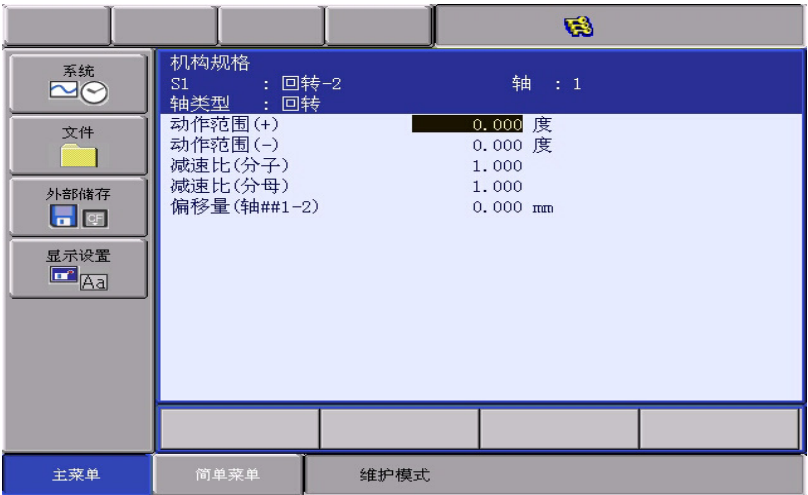 系统
文件
外部储存
CF
显示设置
Aa
机构规格
S1 : 回转-2 轴 : 1
轴类型 : 回转
动作范围(+) 0.000 度
动作范围(-) 0.000 度
减速比(分子) 1.000
减速比(分母) 1.000
偏移量(轴##1-2) 0.000 mm
主菜单 简单菜单 维护模式